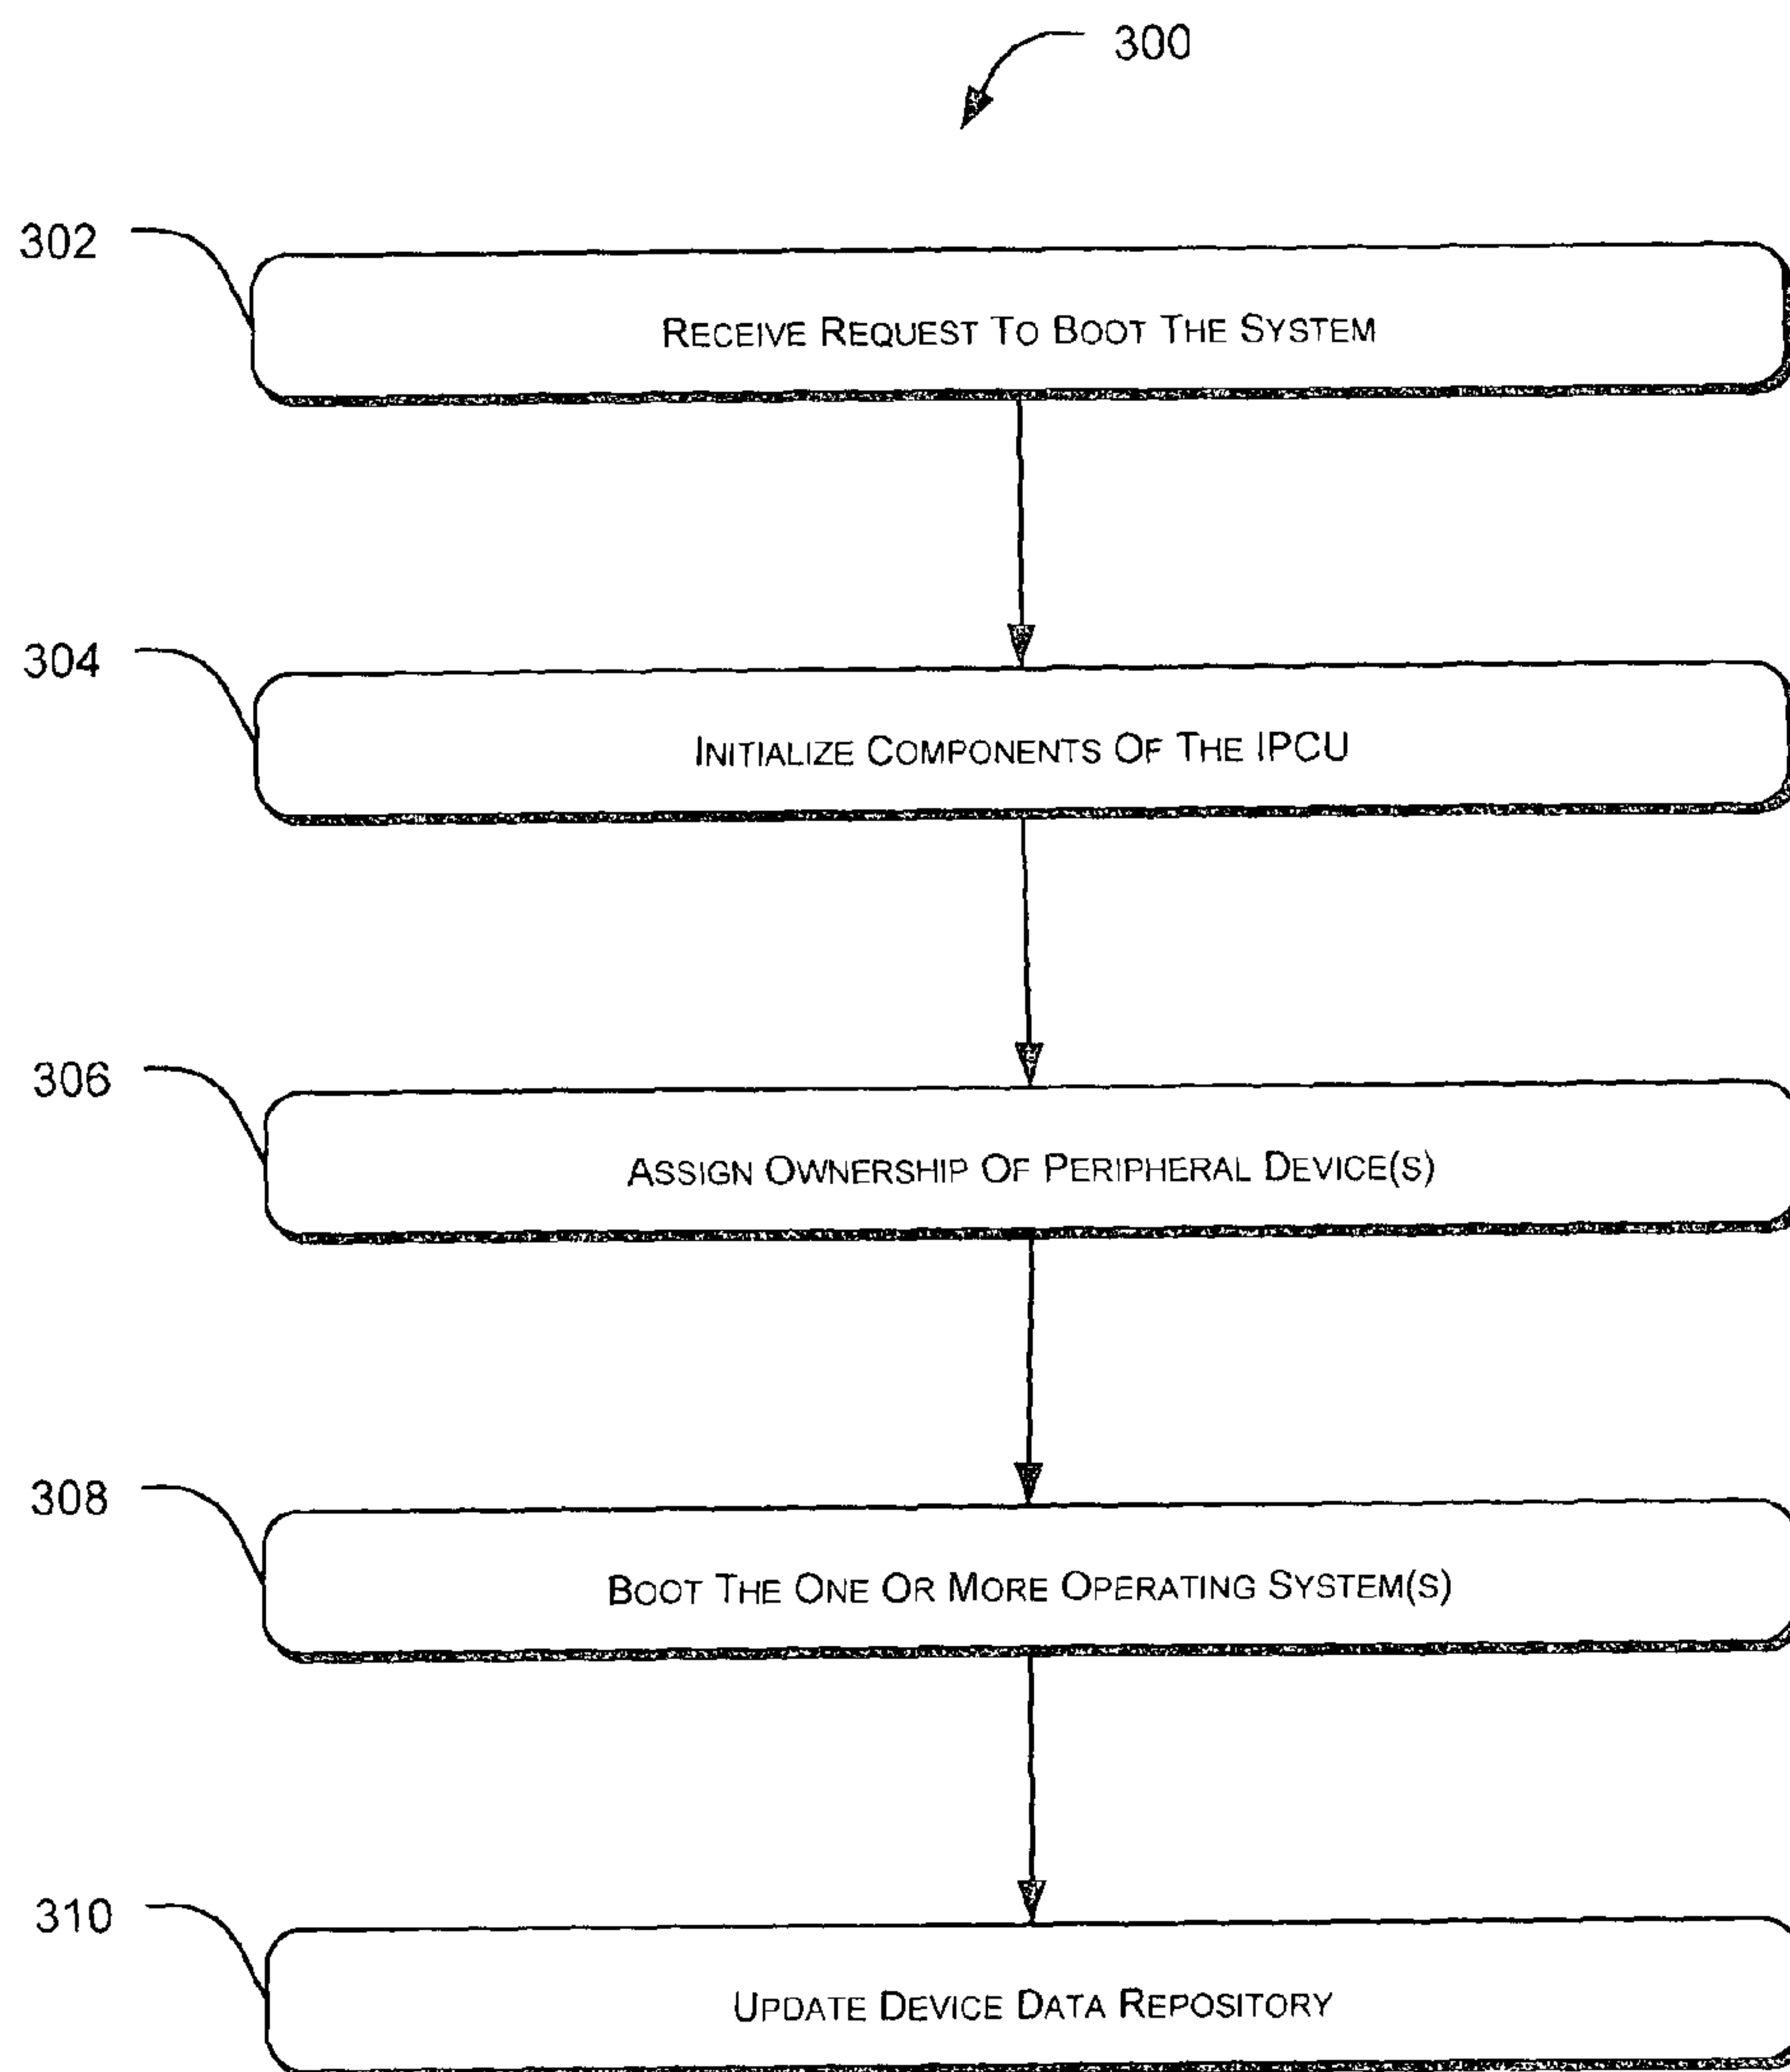 300
302
RECEIVE REQUEST TO BOOT THE SYSTEM
304
INITIALIZE COMPONENTS OF THE IPCU
306
ASSIGN OWNERSHIP OF PERIPHERAL DEVICE(S)
308
BOOT THE ONE OR MORE OPERATING SYSTEM(S)
310
UPDATE DEVICE DATA REPOSITORY